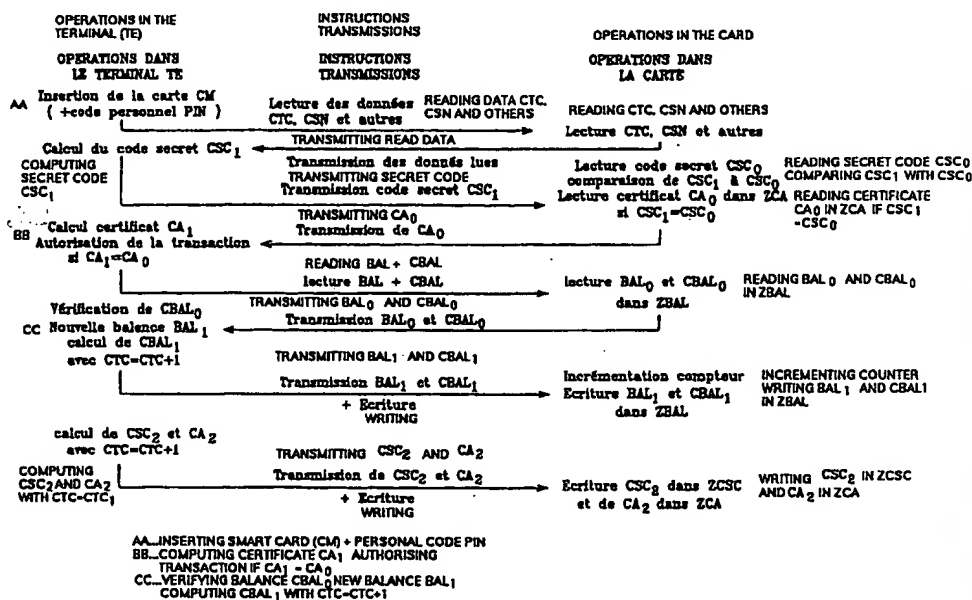 OPERATIONS IN THE
TERMINAL (TE)
INSTRUCTIONS
TRANSMISSIONS
OPERATIONS IN THE CARD
OPERATIONS DANS
LE TERMINAL TE
INSTRUCTIONS
TRANSMISSIONS
OPERATIONS DANS
LA CARTE
AA Insertion de la carte CM
( +code personnel PIN )
Lecture des données
CTC, CSN et autres
READING DATA CTC,
CSN AND OTHERS
READING CTC, CSN AND OTHERS
Lecture CTC, CSN et autres
TRANSMITTING READ DATA
Calcul du code secret CSC1
COMPUTING
SECRET CODE
CSC1
Transmission des donnés lues
TRANSMITTING SECRET CODE
Transmission code secret CSC1
Lecture code secret CSC0
comparaison de CSC1 à CSC0
Lecture certificat CA0 dans ZCA
si CSC1=CSC0
READING SECRET CODE CSC0
COMPARING CSC1 WITH CSC0
READING CERTIFICATE
CA0 IN ZCA IF CSC1
-CSC0
TRANSMITTING CA0
Transmission de CA0
BB Calcul certificat CA1
Autorisation de la transaction
si CA1=CA0
READING BAL + CBAL
lecture BAL + CBAL
lecture BAL0 et CBAL0
dans ZBAL
READING BAL0 AND CBAL0
IN ZBAL
TRANSMITTING BAL0 AND CBAL0
Transmission BAL0 et CBAL0
Vérification de CBAL0
CC Nouvelle balence BAL1
calcul de CBAL1
avec CTC=CTC+1
TRANSMITTING BAL1 AND CBAL1
Transmission BAL1 et CBAL1
+ Ecriture
WRITING
Incrémentation compteur
Ecriture BAL1 et CBAL1
dans ZBAL
INCREMENTING COUNTER
WRITING BAL1 AND CBAL1
IN ZBAL
calcul de CSC2 et CA2
avec CTC=CTC+1
COMPUTING
CSC2 AND CA2
WITH CTC-CTC1
TRANSMITTING CSC2 AND CA2
Transmission de CSC2 et CA2
+ Ecriture
WRITING
Ecriture CSC2 dans ZCSC
et de CA2 dans ZCA
WRITING CSC2 IN ZCSC
AND CA2 IN ZCA
AA...INSERTING SMART CARD (CM) + PERSONAL CODE PIN
BB...COMPUTING CERTIFICATE CA1 AUTHORISING
TRANSACTION IF CA1 - CA0
CC...VERIFYING BALANCE CBAL0 NEW BALANCE BAL1
COMPUTING CBAL1 WITH CTC-CTC+1